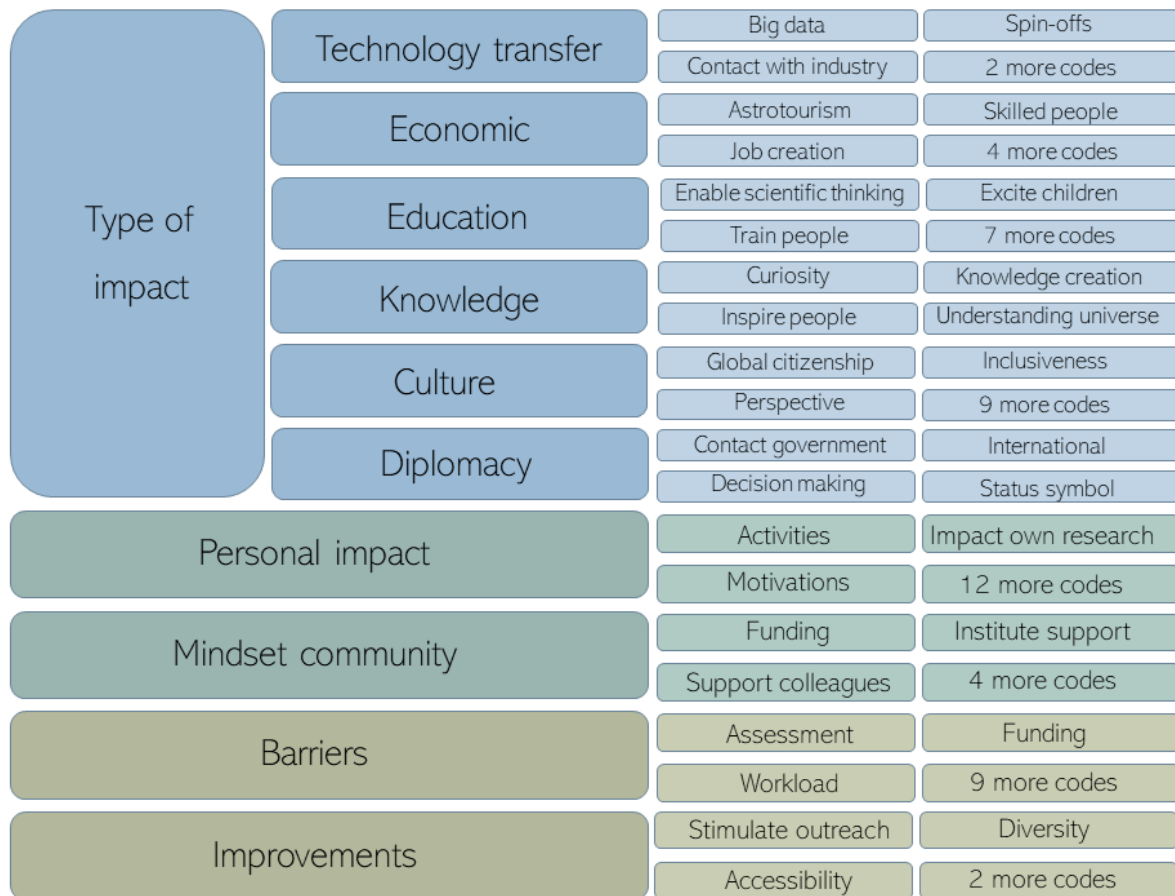 Type of
impact
Technology transfer
Big data
Spin-offs
Contact with industry
2 more codes
Economic
Astrotourism
Skilled people
Job creation
4 more codes
Education
Enable scientific thinking
Excite children
Train people
7 more codes
Knowledge
Curiosity
Knowledge creation
Inspire people
Understanding universe
Culture
Global citizenship
Inclusiveness
Perspective
9 more codes
Diplomacy
Contact government
International
Decision making
Status symbol
Personal impact
Activities
Impact own research
Motivations
12 more codes
Mindset community
Funding
Institute support
Support colleagues
4 more codes
Barriers
Assessment
Funding
Workload
9 more codes
Improvements
Stimulate outreach
Diversity
Accessibility
2 more codes